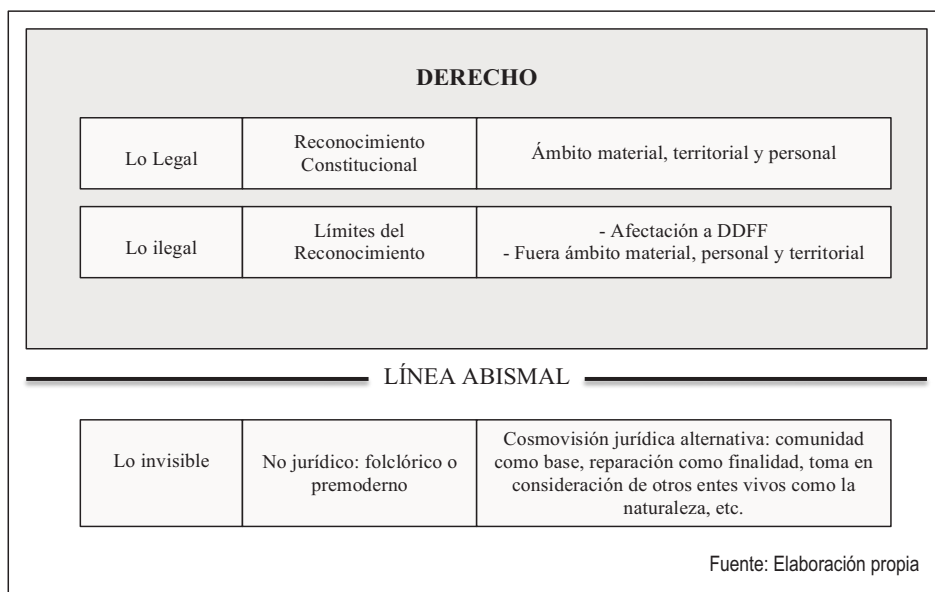 DERECHO
Lo Legal
Reconocimiento
Constitucional
Ámbito material, territorial y personal
Lo ilegal
Límites del
Reconocimiento
- Afectación a DDFF
- Fuera ámbito material, personal y territorial
LÍNEA ABISMAL
Lo invisible
No jurídico: folclórico o
premoderno
Cosmovisión jurídica alternativa: comunidad
como base, reparación como finalidad, toma en
consideración de otros entes vivos como la
naturaleza, etc.
Fuente: Elaboración propia